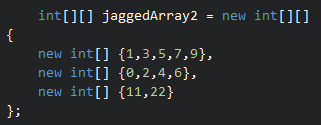 int[][] jaggedArray2 = new int[][]
{
    new int[] {1,3,5,7,9},
    new int[] {0,2,4,6},
    new int[] {11,22}
};